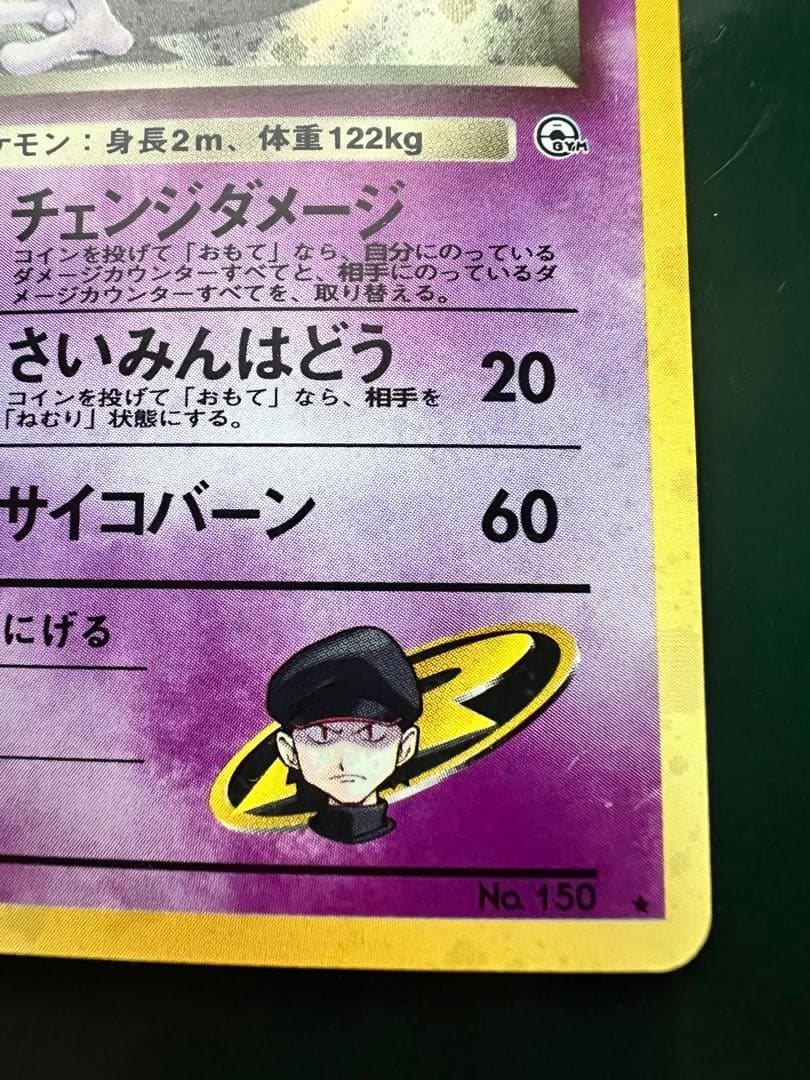 ケモン：身長2m、体重122kg
GYM
チェンジダメージ
コインを投げて「おもて」なら、自分にのっている
ダメージカウンターすべてと、相手にのっているダ
メージカウンターすべてを、取り替える。
さいみんはどう 20
コインを投げて「おもて」なら、相手を
「ねむり」状態にする。
サイコバーン 60
にげる
No. 150 ★